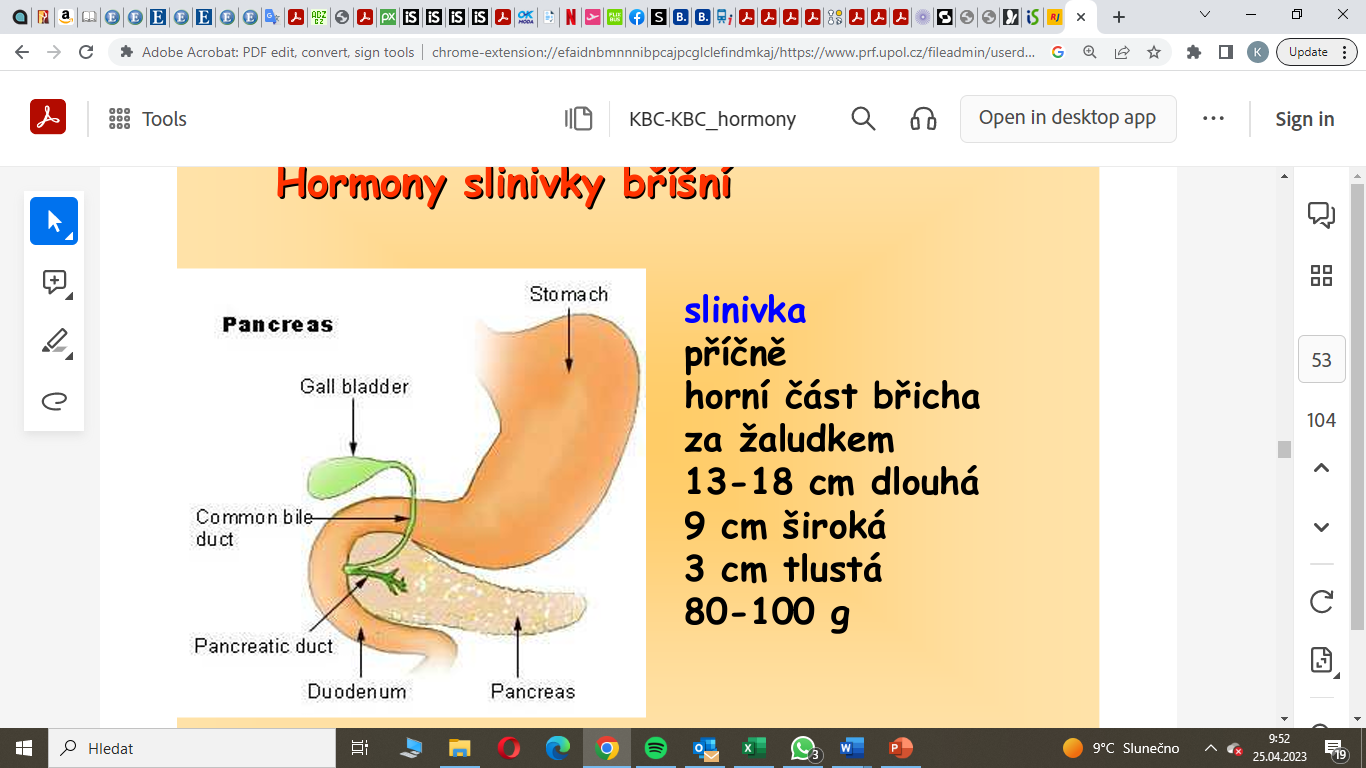 Update
Adobe Acrobat: PDF edit, convert, sign tools | chrome-extension://efaidnbmnnnibpcajpcglclefindmkaj/https://www.prf.upol.cz/fileadmin/userd...
K
Tools
KBC-KBC_hormony
Open in desktop app
Sign in
Hormony slinivky břišní
Pancreas
Stomach
Gall bladder
Common bile
duct
Pancreatic duct
Duodenum
Pancreas
slinivka
příčně
horní část břicha
za žaludkem
13-18 cm dlouhá
9 cm široká
3 cm tlustá
80-100 g
53
104
Hledat
3
9°C Slunečno
9:52
25.04.2023
19